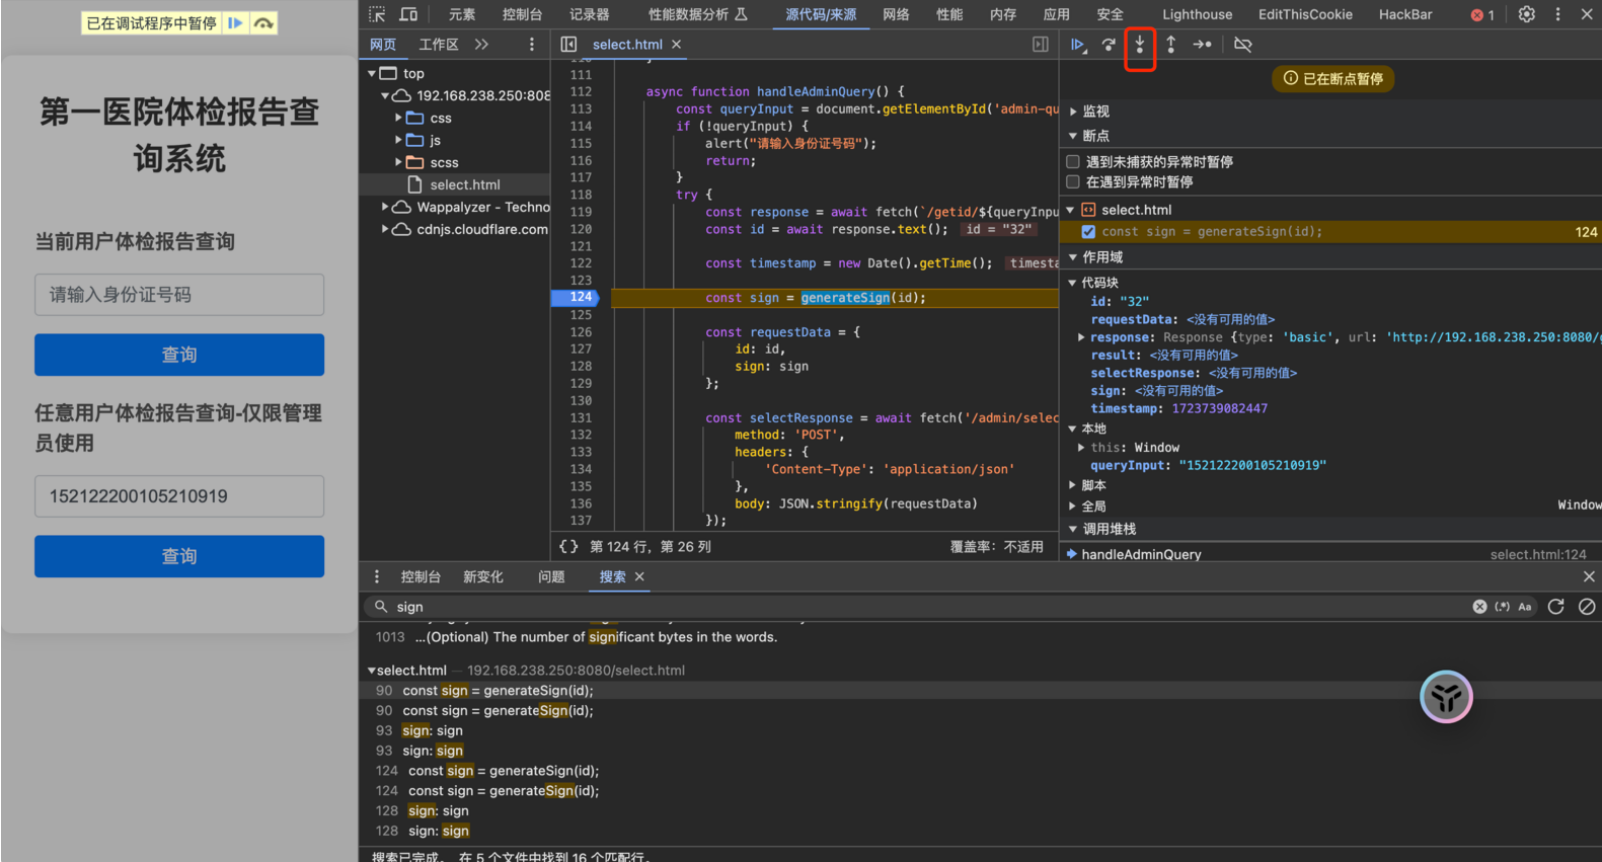 已在调试程序中暂停
第一医院体检报告查
询系统
当前用户体检报告查询
请输入身份证号码
查询
任意用户体检报告查询-仅限管理
员使用
152122200105210919
查询
元素 控制台 记录器 性能数据分析 源代码/来源 网络 性能 内存 应用 安全 Lighthouse EditThisCookie HackBar 1
网页 工作区
select.html
top
192.168.238.250:808
css
js
scss
select.html
Wappalyzer - Techno
cdnjs.cloudflare.com
111
112 async function handleAdminQuery() {
113 const queryInput = document.getElementById('admin-qu
114 if (!queryInput) {
115 alert("请输入身份证号码");
116 return;
117 }
118 try {
119 const response = await fetch(`/getid/${queryInpu
120 const id = await response.text(); id = "32"
121
122 const timestamp = new Date().getTime(); timesta
123
124 const sign = generateSign(id);
125
126 const requestData = {
127 id: id,
128 sign: sign
129 };
130
131 const selectResponse = await fetch('/admin/selec
132 method: 'POST',
133 headers: {
134 'Content-Type': 'application/json'
135 },
136 body: JSON.stringify(requestData)
137 });
{} 第 124 行，第 26 列 覆盖率：不适用
已在断点暂停
监视
断点
遇到未捕获的异常时暂停
在遇到异常时暂停
select.html
const sign = generateSign(id); 124
作用域
代码块
id: "32"
requestData: <没有可用的值>
response: Response {type: 'basic', url: 'http://192.168.238.250:8080/
result: <没有可用的值>
selectResponse: <没有可用的值>
sign: <没有可用的值>
timestamp: 1723739082447
本地
this: Window
queryInput: "152122200105210919"
脚本
全局 Window
调用堆栈
handleAdminQuery select.html:124
控制台 新变化 问题 搜索
sign (.*) Aa
1013 …(Optional) The number of significant bytes in the words.
select.html — 192.168.238.250:8080/select.html
90 const sign = generateSign(id);
90 const sign = generateSign(id);
93 sign: sign
93 sign: sign
124 const sign = generateSign(id);
124 const sign = generateSign(id);
128 sign: sign
128 sign: sign
搜索已完成。 在 5 个文件中找到 16 个匹配行。